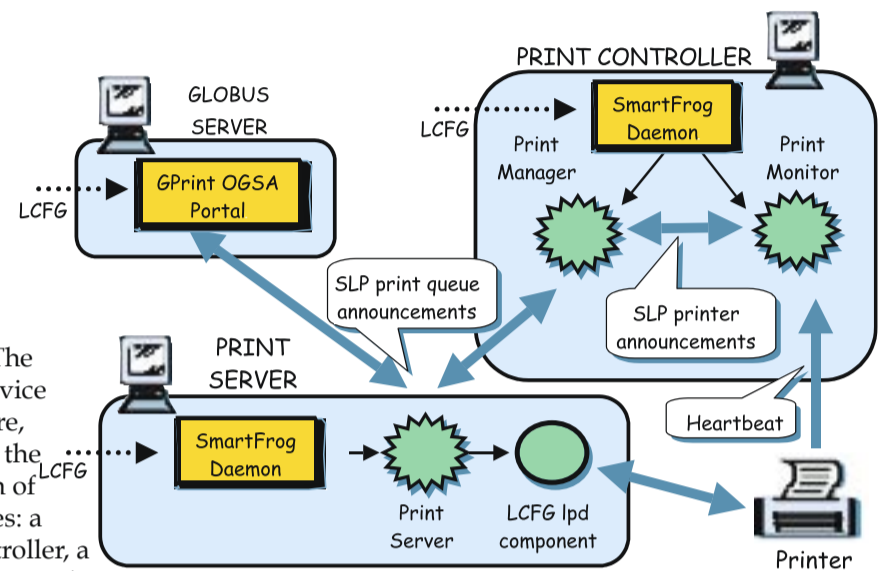 PRINT CONTROLLER
GLOBUS
SERVER
LCFG
SmartFrog
Daemon
Print
Manager
Print
Monitor
LCFG
GPrint OGSA
Portal
SLP print queue
announcements
SLP printer
announcements
Heartbeat
PRINT
SERVER
LCFG
SmartFrog
Daemon
Print
Server
LCFG lpd
component
Printer
The
vice
re,
the
n of
es: a
troller, a